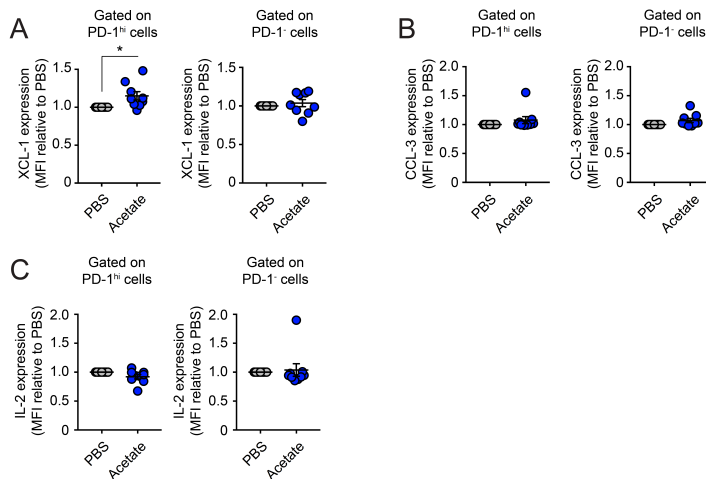 A
Gated on
PD-1hi cells
*
XCL-1 expression
(MFI relative to PBS)
1.5
1.0
0.5
0
PBS
Acetate
Gated on
PD-1- cells
XCL-1 expression
(MFI relative to PBS)
1.5
1.0
0.5
0
PBS
Acetate
B
Gated on
PD-1hi cells
CCL-3 expression
(MFI relative to PBS)
2.0
1.5
1.0
0.5
0
PBS
Acetate
Gated on
PD-1- cells
CCL-3 expression
(MFI relative to PBS)
2.0
1.5
1.0
0.5
0
PBS
Acetate
C
Gated on
PD-1hi cells
IL-2 expression
(MFI relative to PBS)
2.0
1.5
1.0
0.5
0
PBS
Acetate
Gated on
PD-1- cells
IL-2 expression
(MFI relative to PBS)
2.0
1.5
1.0
0.5
0
PBS
Acetate